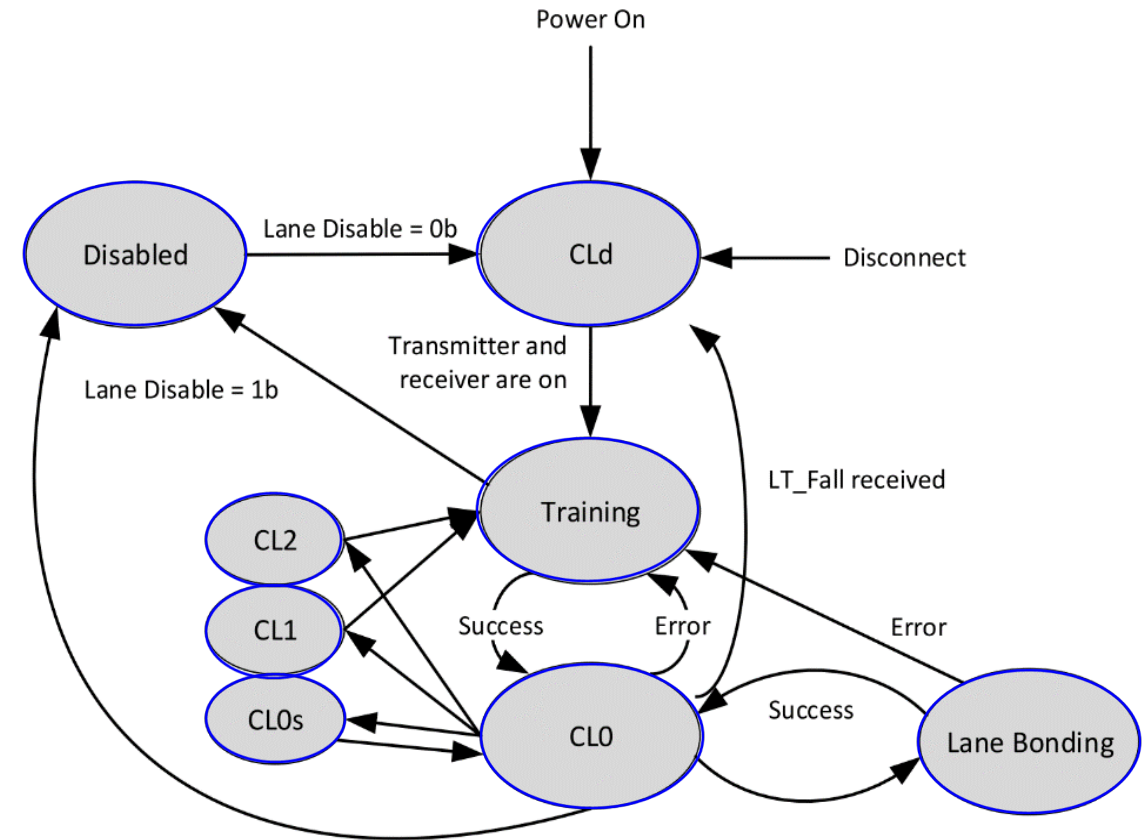 Power On
Lane Disable = 0b
Disabled
CLd
Disconnect
Transmitter and
receiver are on
Lane Disable = 1b
LT_Fall received
Training
CL2
CL1
Success
Error
Error
CL0s
CL0
Success
Lane Bonding